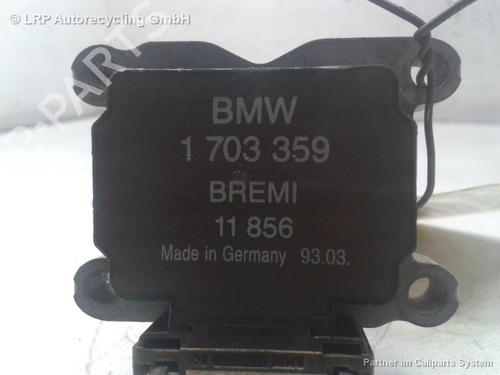 LRP Autorecycling GmbH
BMW
1 703 359
BREMI
11 856
Made in Germany 93.03.
Partner im Callparts System